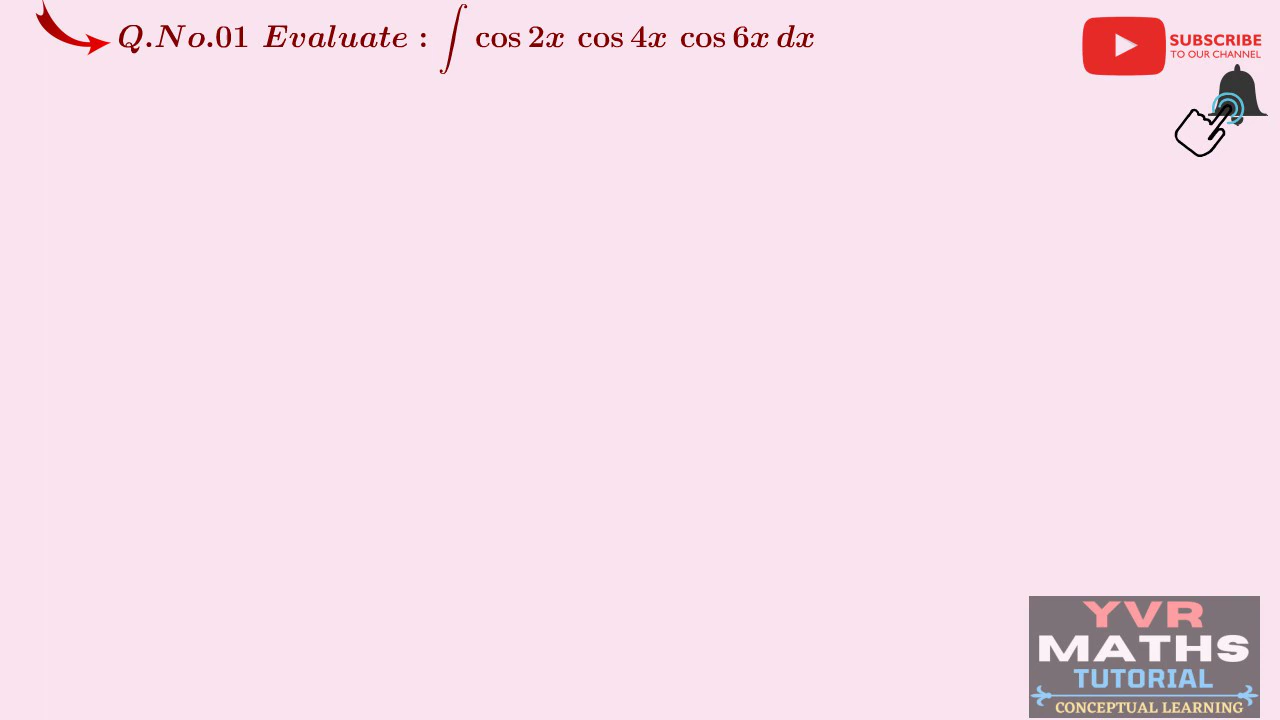 Q.No.01 Evaluate : ∫ cos 2x cos 4x cos 6x dx
SUBSCRIBE
TO OUR CHANNEL
YVR
MATHS
TUTORIAL
CONCEPTUAL LEARNING